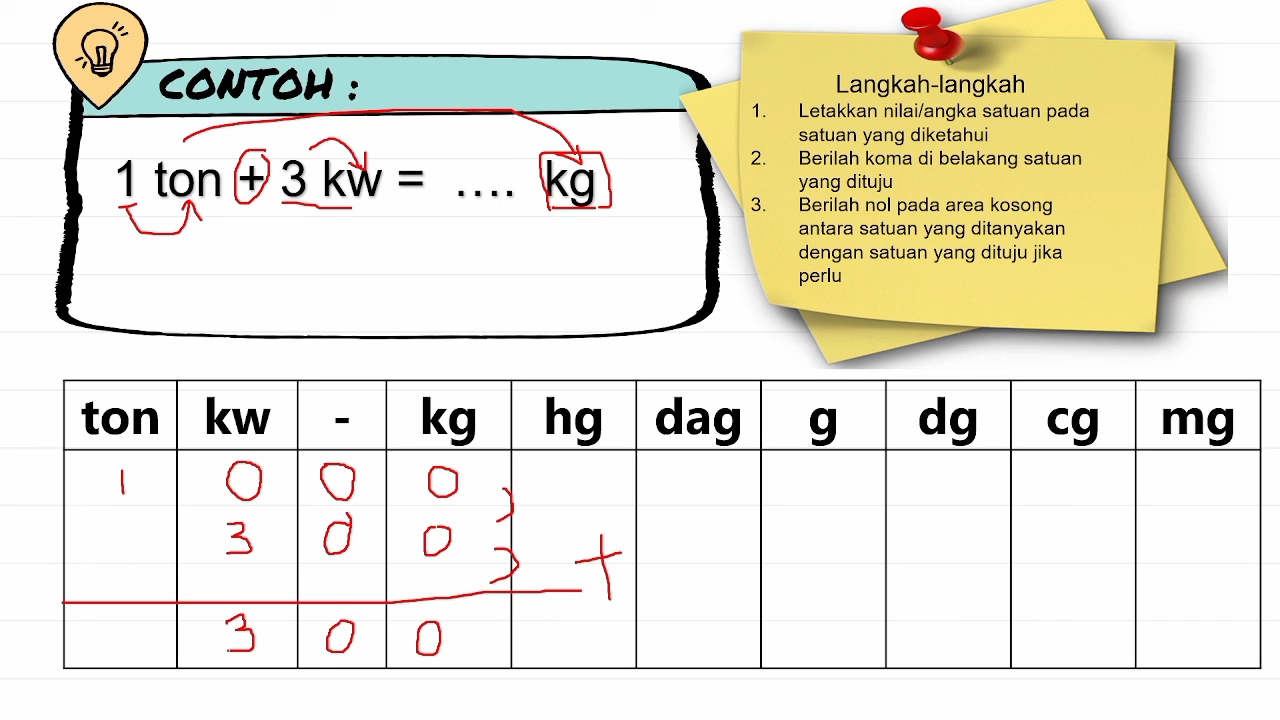 CONTOH :
1 ton + 3 kw = .... kg
Langkah-langkah
1. Letakkan nilai/angka satuan pada
satuan yang diketahui
2. Berilah koma di belakang satuan
yang dituju
3. Berilah nol pada area kosong
antara satuan yang ditanyakan
dengan satuan yang dituju jika
perlu
ton kw - kg hg dag g dg cg mg
1 0 0 0 ,
3 0 0 , +
3 0 0